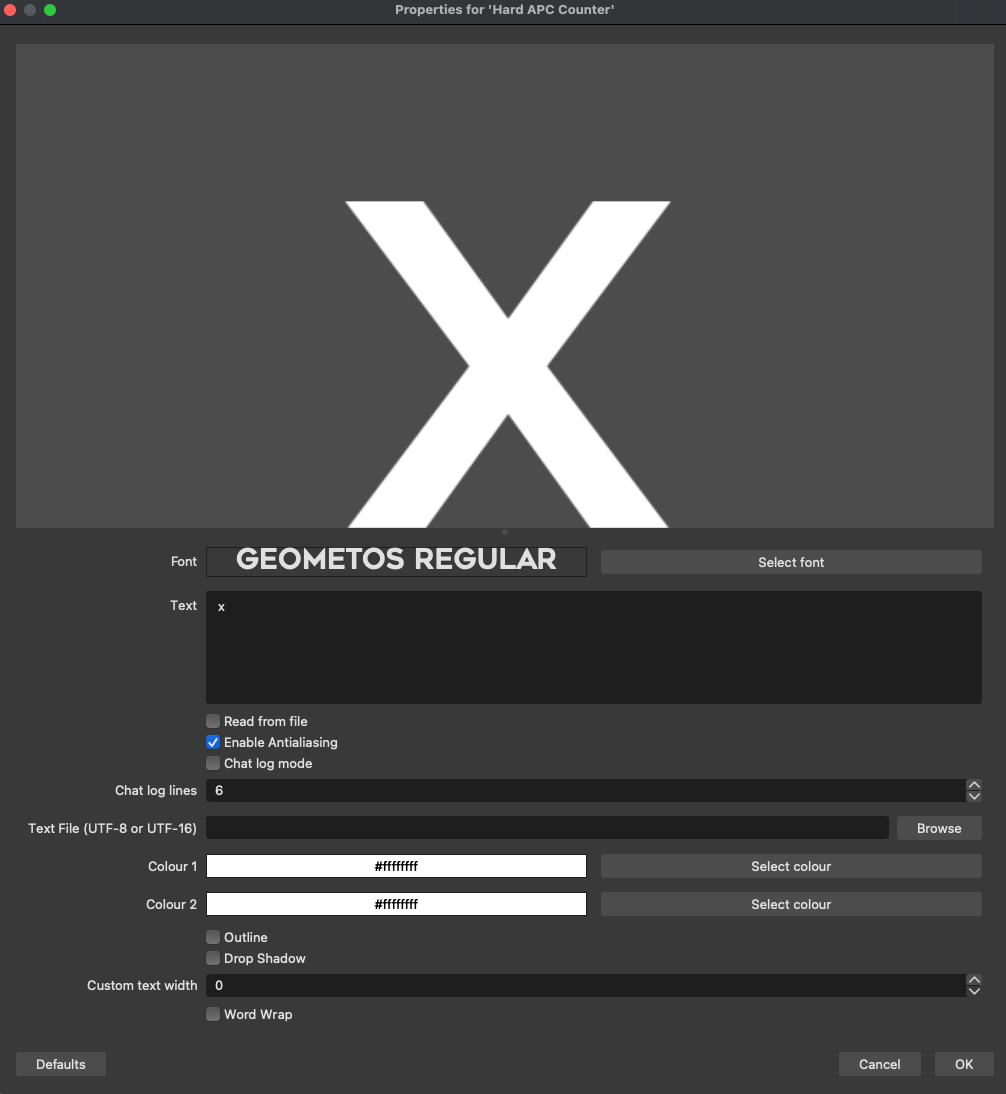 Properties for 'Hard APC Counter'
X
Font GEOMETOS REGULAR Select font
Text x
Read from file
Enable Antialiasing
Chat log mode
Chat log lines 6
Text File (UTF-8 or UTF-16) Browse
Colour 1 #ffffffff Select colour
Colour 2 #ffffffff Select colour
Outline
Drop Shadow
Custom text width 0
Word Wrap
Defaults Cancel OK